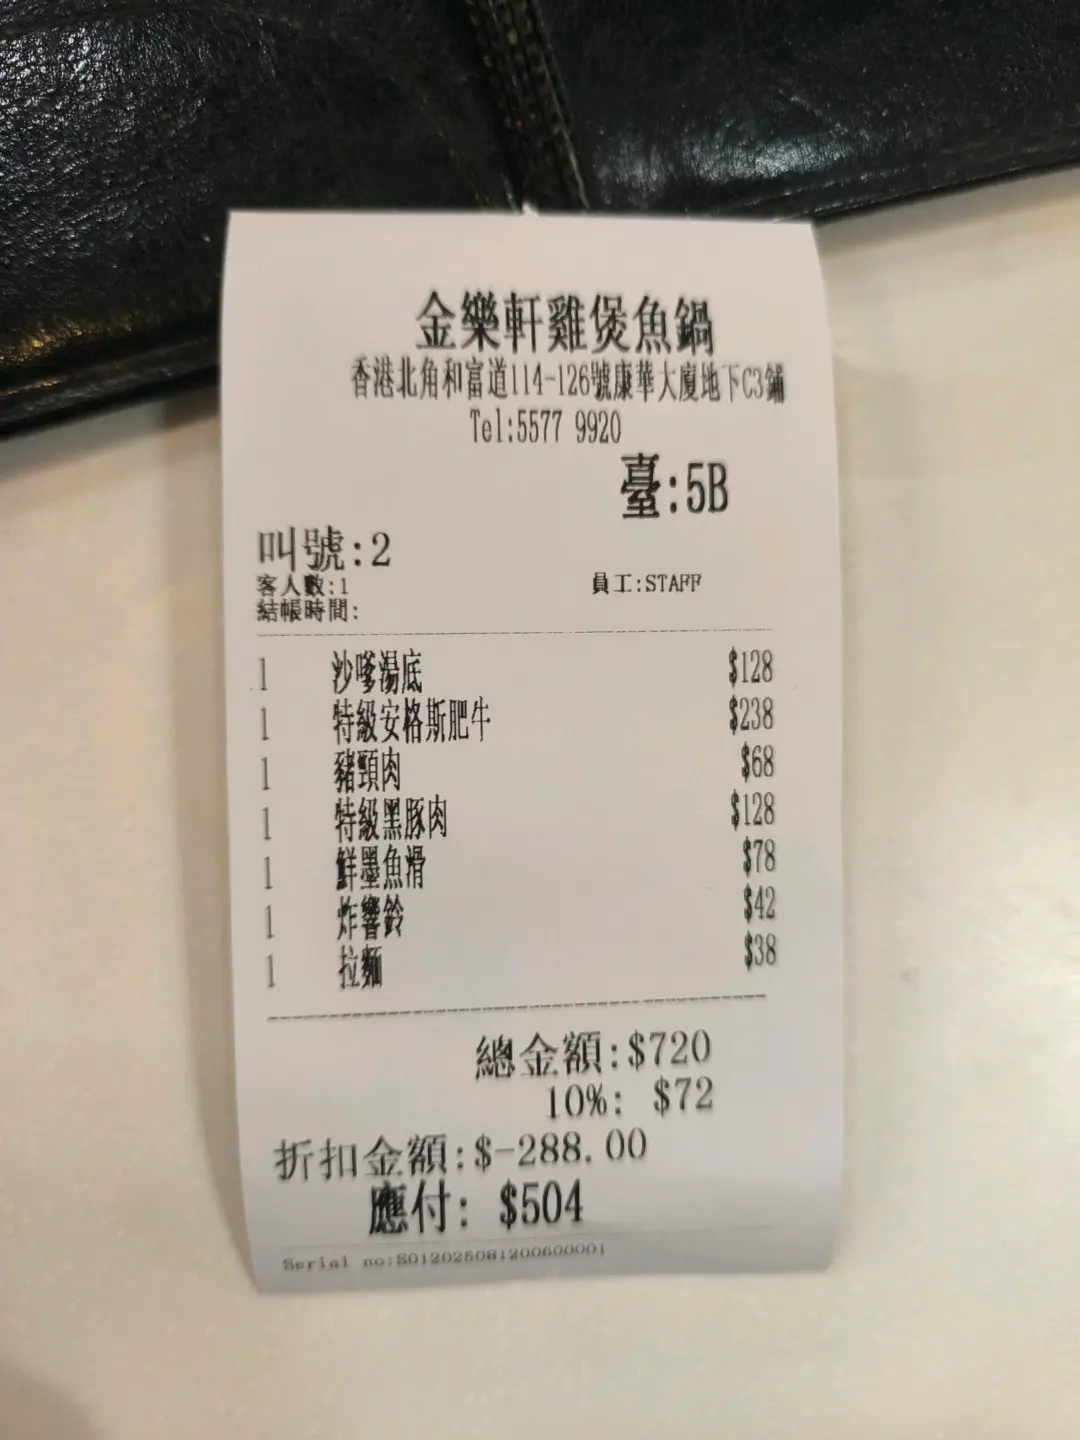 金樂軒雞煲魚鍋
香港北角和富道114-126號康華大廈地下C3鋪
Tel:5577 9920
臺:5B
叫號:2
客人數:1 員工:STAFF
結帳時間:
1 沙嗲湯底 $128
1 特級安格斯肥牛 $238
1 豬頸肉 $68
1 特級黑豚肉 $128
1 鮮墨魚滑 $78
1 炸響鈴 $42
1 拉麵 $38
總金額:$720
10%: $72
折扣金額:$-288.00
應付: $504
Serial no:S012025081200600001